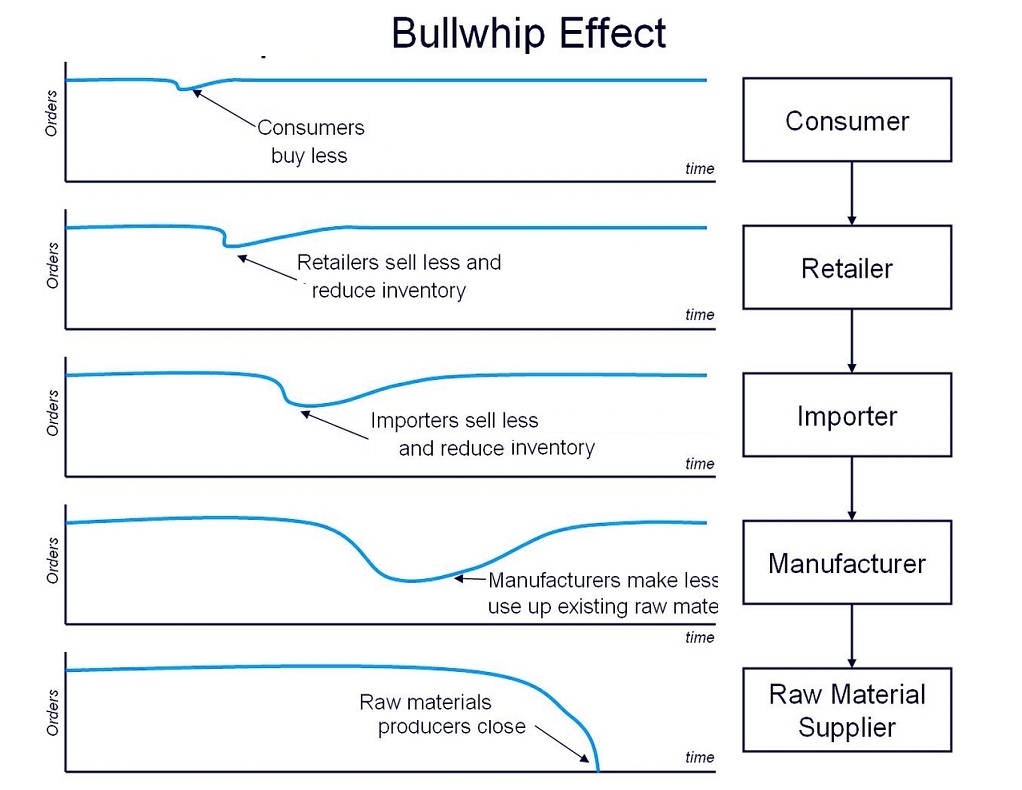 Bullwhip Effect
Orders
Consumers
buy less
time
Consumer
Orders
Retailers sell less and
reduce inventory
time
Retailer
Orders
Importers sell less
and reduce inventory
time
Importer
Orders
Manufacturers make less
use up existing raw mate
time
Manufacturer
Orders
Raw materials
producers close
time
Raw Material
Supplier